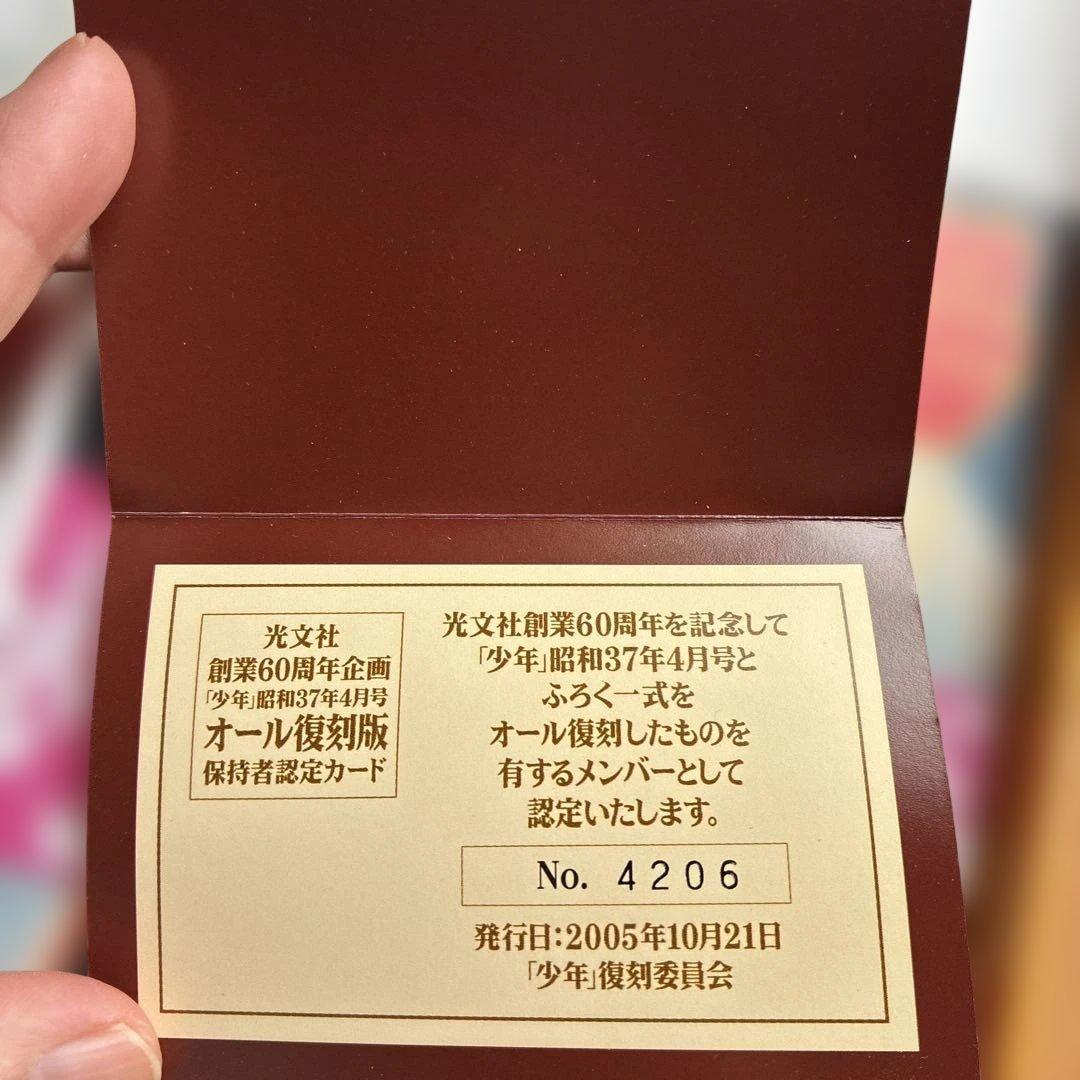 光文社
創業60周年企画
「少年」昭和37年4月号
オール復刻版
保持者認定カード
光文社創業60周年を記念して
「少年」昭和37年4月号と
ふろく一式を
オール復刻したものを
有するメンバーとして
認定いたします。
No. 4206
発行日：2005年10月21日
「少年」復刻委員会